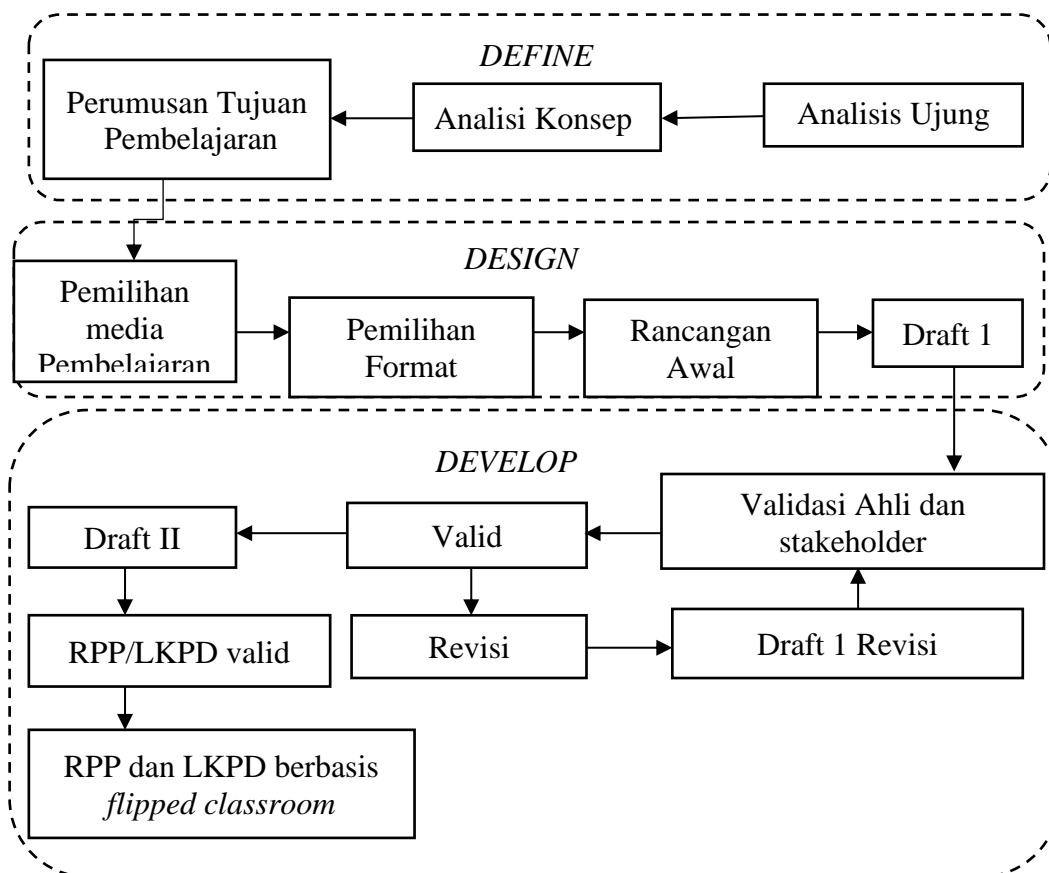 DEFINE
Perumusan Tujuan
Pembelajaran
Analisi Konsep
Analisis Ujung
DESIGN
Pemilihan
media
Pembelajaran
Pemilihan
Format
Rancangan
Awal
Draft 1
DEVELOP
Draft II
Valid
Validasi Ahli dan
stakeholder
RPP/LKPD valid
Revisi
Draft 1 Revisi
RPP dan LKPD berbasis
flipped classroom